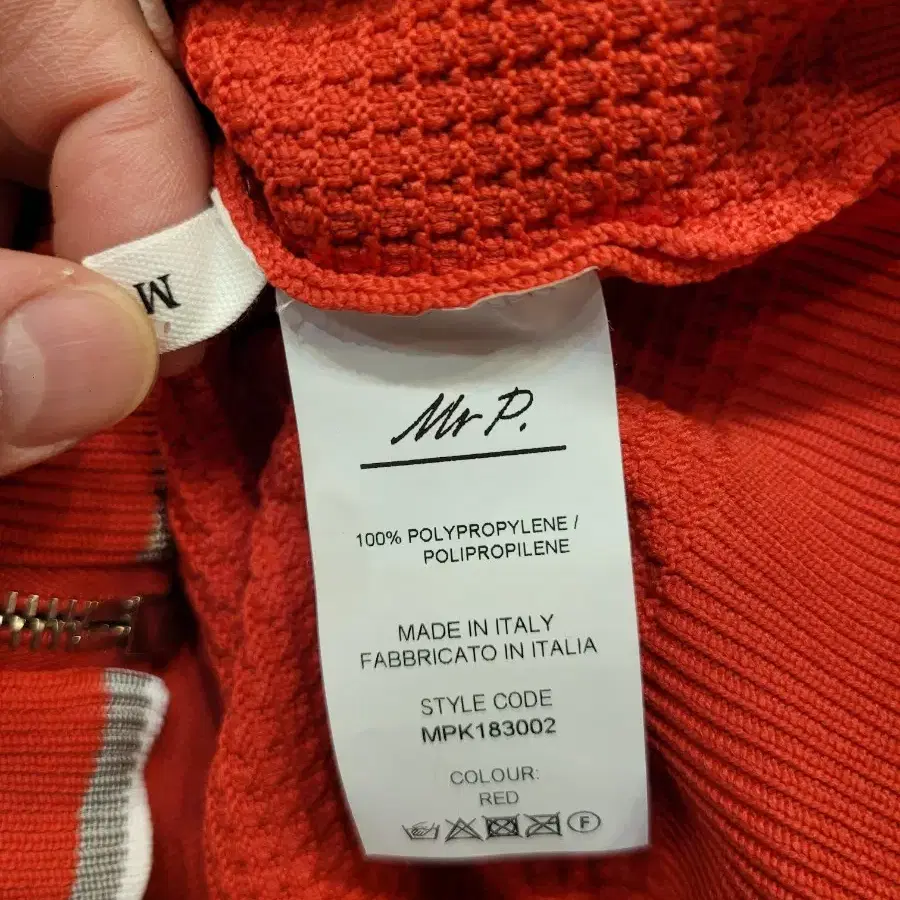 M
Mr P.
100% POLYPROPYLENE /
POLIPROPILENE
MADE IN ITALY
FABBRICATO IN ITALIA
STYLE CODE
MPK183002
COLOUR:
RED
F